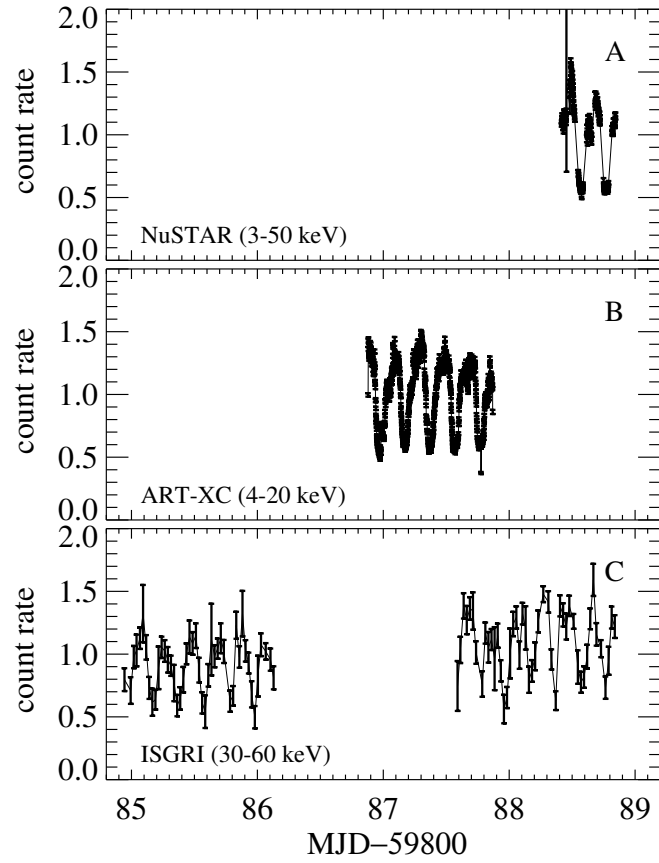 2.0
A
1.5
count rate
1.0
0.5
NuSTAR (3-50 keV)
0.0
2.0
B
1.5
count rate
1.0
0.5
ART-XC (4-20 keV)
0.0
2.0
C
1.5
count rate
1.0
0.5
ISGRI (30-60 keV)
0.0
85 86 87 88 89
MJD−59800